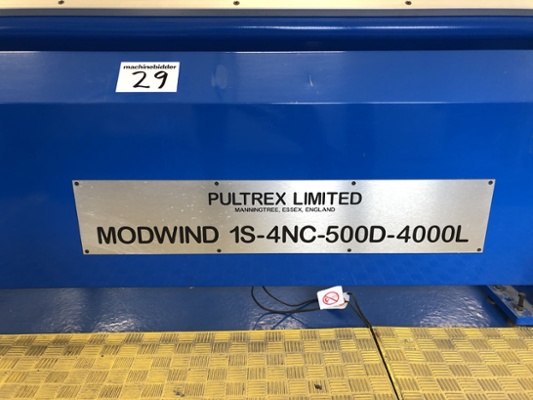 machinebidder
29
PULTREX LIMITED
MANNINGTREE, ESSEX, ENGLAND
MODWIND 1S-4NC-500D-4000L